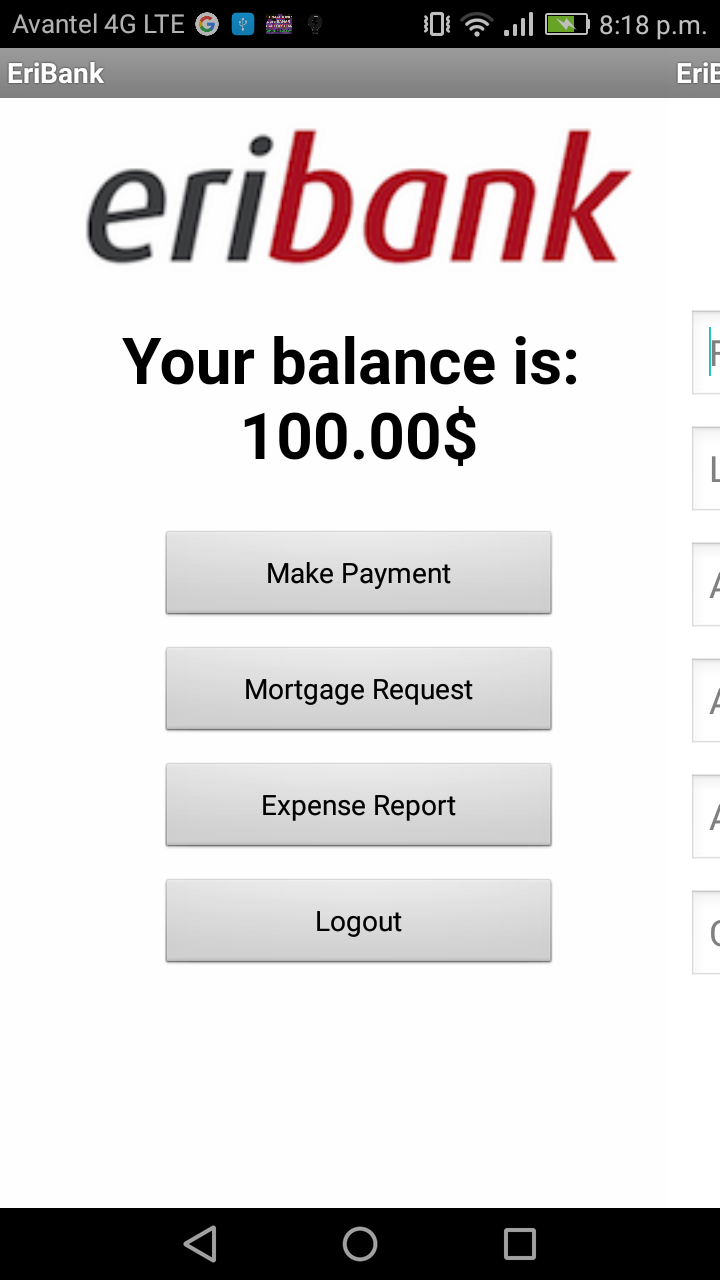 Avantel 4G LTE 8:18 p.m.
EriBank
eribank
Your balance is:
100.00$
Make Payment
Mortgage Request
Expense Report
Logout